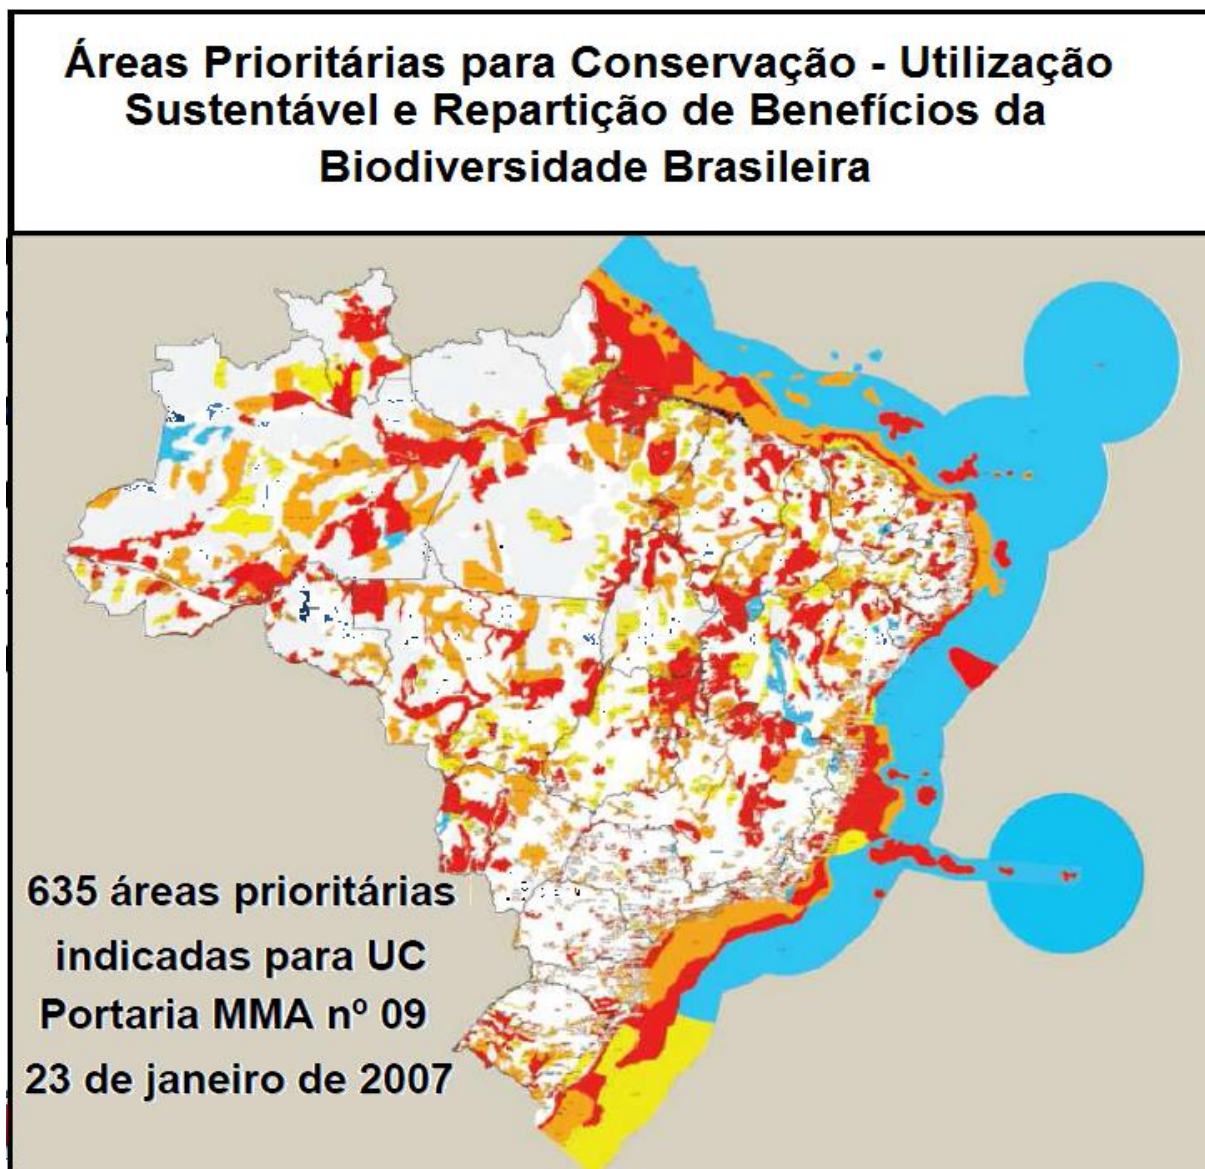 Áreas Prioritárias para Conservação - Utilização
Sustentável e Repartição de Benefícios da
Biodiversidade Brasileira
635 áreas prioritárias
indicadas para UC
Portaria MMA nº 09
23 de janeiro de 2007